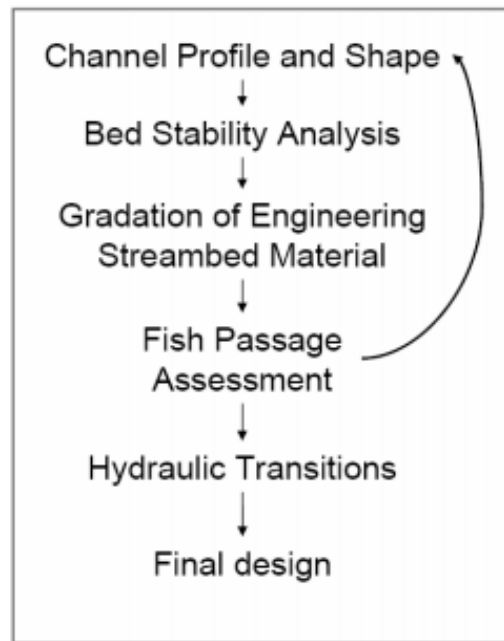 Channel Profile and Shape
Bed Stability Analysis
Gradation of Engineering
Streambed Material
Fish Passage
Assessment
Hydraulic Transitions
Final design